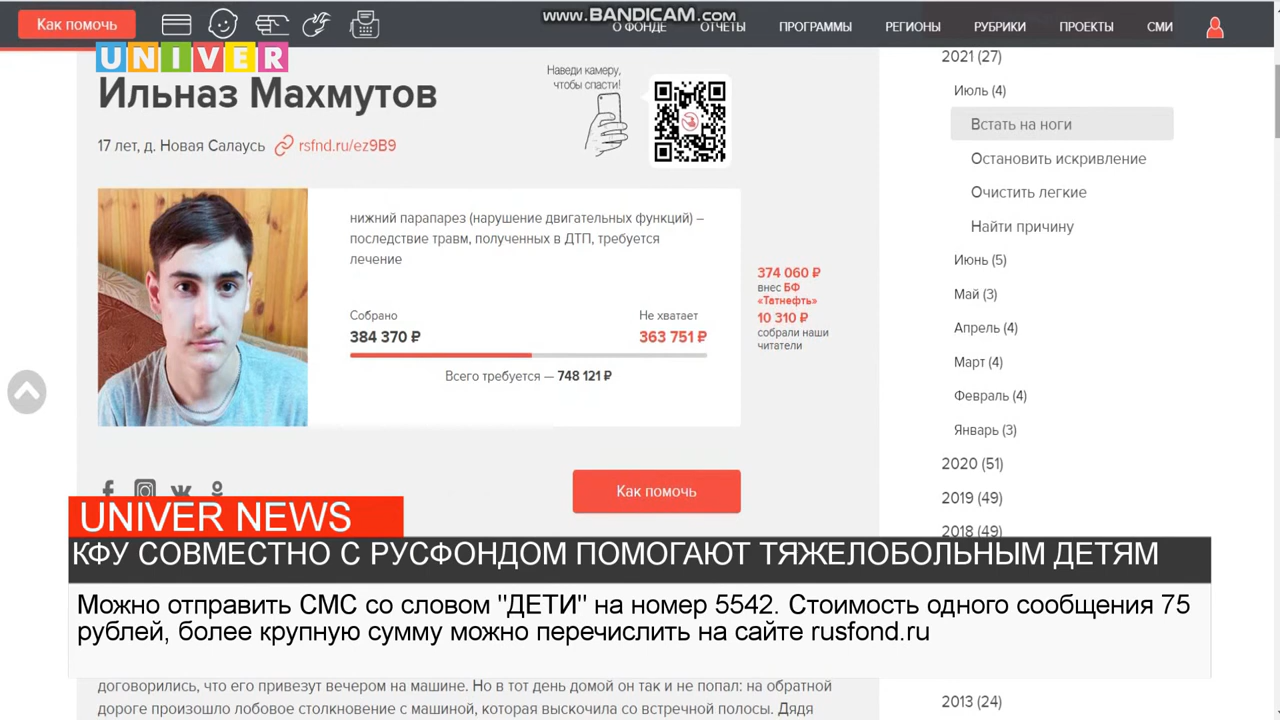 Как помочь
www.BANDICAM.com
О ФОНДЕ ОТЧЕТЫ ПРОГРАММЫ РЕГИОНЫ РУБРИКИ ПРОЕКТЫ СМИ
UNIVER
Ильназ Махмутов
17 лет, д. Новая Салаусь rsfnd.ru/ez9B9
Наведи камеру,
чтобы спасти!
нижний парапарез (нарушение двигательных функций) –
последствие травм, полученных в ДТП, требуется
лечение
Собрано Не хватает
384 370 ₽ 363 751 ₽
Всего требуется — 748 121 ₽
374 060 ₽
внес БФ
«Татнефть»
10 310 ₽
собрали наши
читатели
Как помочь
2021 (27)
Июль (4)
Встать на ноги
Остановить искривление
Очистить легкие
Найти причину
Июнь (5)
Май (3)
Апрель (4)
Март (4)
Февраль (4)
Январь (3)
2020 (51)
2019 (49)
2018 (49)
UNIVER NEWS
КФУ СОВМЕСТНО С РУСФОНДОМ ПОМОГАЮТ ТЯЖЕЛОБОЛЬНЫМ ДЕТЯМ
Можно отправить СМС со словом "ДЕТИ" на номер 5542. Стоимость одного сообщения 75
рублей, более крупную сумму можно перечислить на сайте rusfond.ru
договорились, что его привезут вечером на машине. Но в тот день домой он так и не попал: на обратной
дороге произошло лобовое столкновение с машиной, которая выскочила со встречной полосы. Дядя
2013 (24)